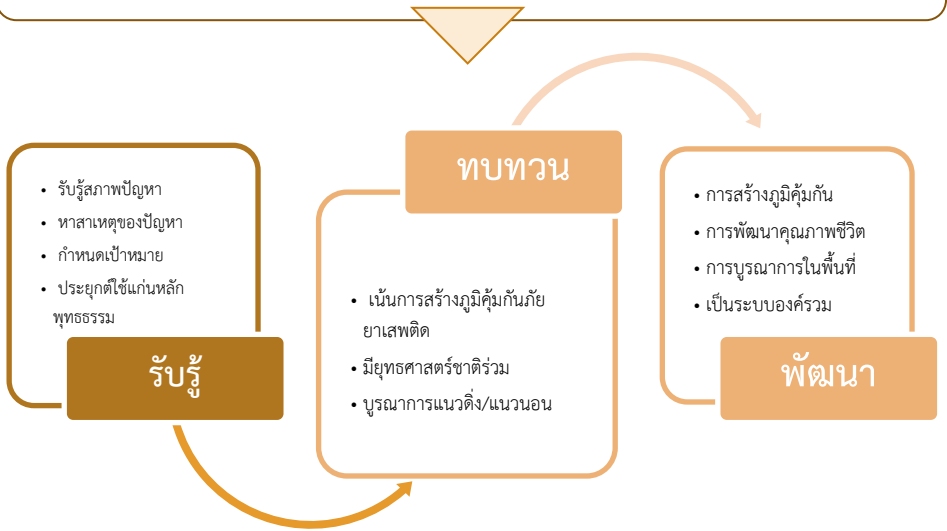 • รับรู้สภาพปัญหา
• หาสาเหตุของปัญหา
• กำหนดเป้าหมาย
• ประยุกต์ใช้แก่นหลัก
พุทธธรรม
รับรู้
ทบทวน
• เน้นการสร้างภูมิคุ้มกันภัย
ยาเสพติด
• มียุทธศาสตร์ชาติร่วม
• บูรณาการแนวดิ่ง/แนวนอน
• การสร้างภูมิคุ้มกัน
• การพัฒนาคุณภาพชีวิต
• การบูรณาการในพื้นที่
• เป็นระบบองค์รวม
พัฒนา